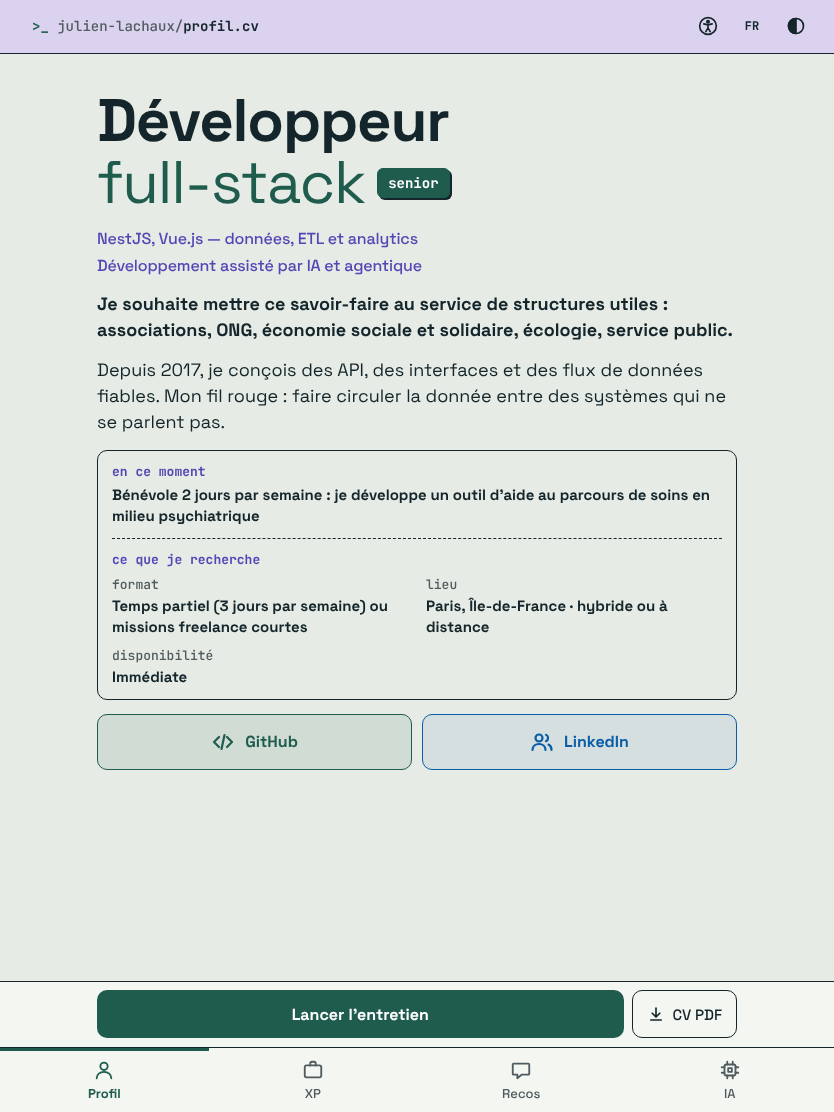 >_ julien-lachaux/profil.cv
FR
Développeur
full-stack senior
NestJS, Vue.js — données, ETL et analytics
Développement assisté par IA et agentique
Je souhaite mettre ce savoir-faire au service de structures utiles :
associations, ONG, économie sociale et solidaire, écologie, service public.
Depuis 2017, je conçois des API, des interfaces et des flux de données
fiables. Mon fil rouge : faire circuler la donnée entre des systèmes qui ne
se parlent pas.
en ce moment
Bénévole 2 jours par semaine : je développe un outil d’aide au parcours de soins en
milieu psychiatrique
ce que je recherche
format
Temps partiel (3 jours par semaine) ou
missions freelance courtes
lieu
Paris, Île-de-France · hybride ou à
distance
disponibilité
Immédiate
GitHub
LinkedIn
Lancer l’entretien
CV PDF
Profil
XP
Recos
IA